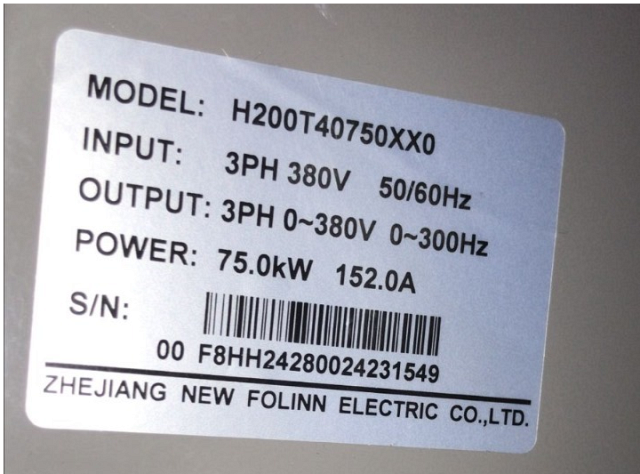 MODEL: H200T40750XX0
INPUT: 3PH 380V 50/60Hz
OUTPUT: 3PH 0~380V 0~300Hz
POWER: 75.0kW 152.0A
S/N:
00 F8HH24280024231549
ZHEJIANG NEW FOLINN ELECTRIC CO.,LTD.